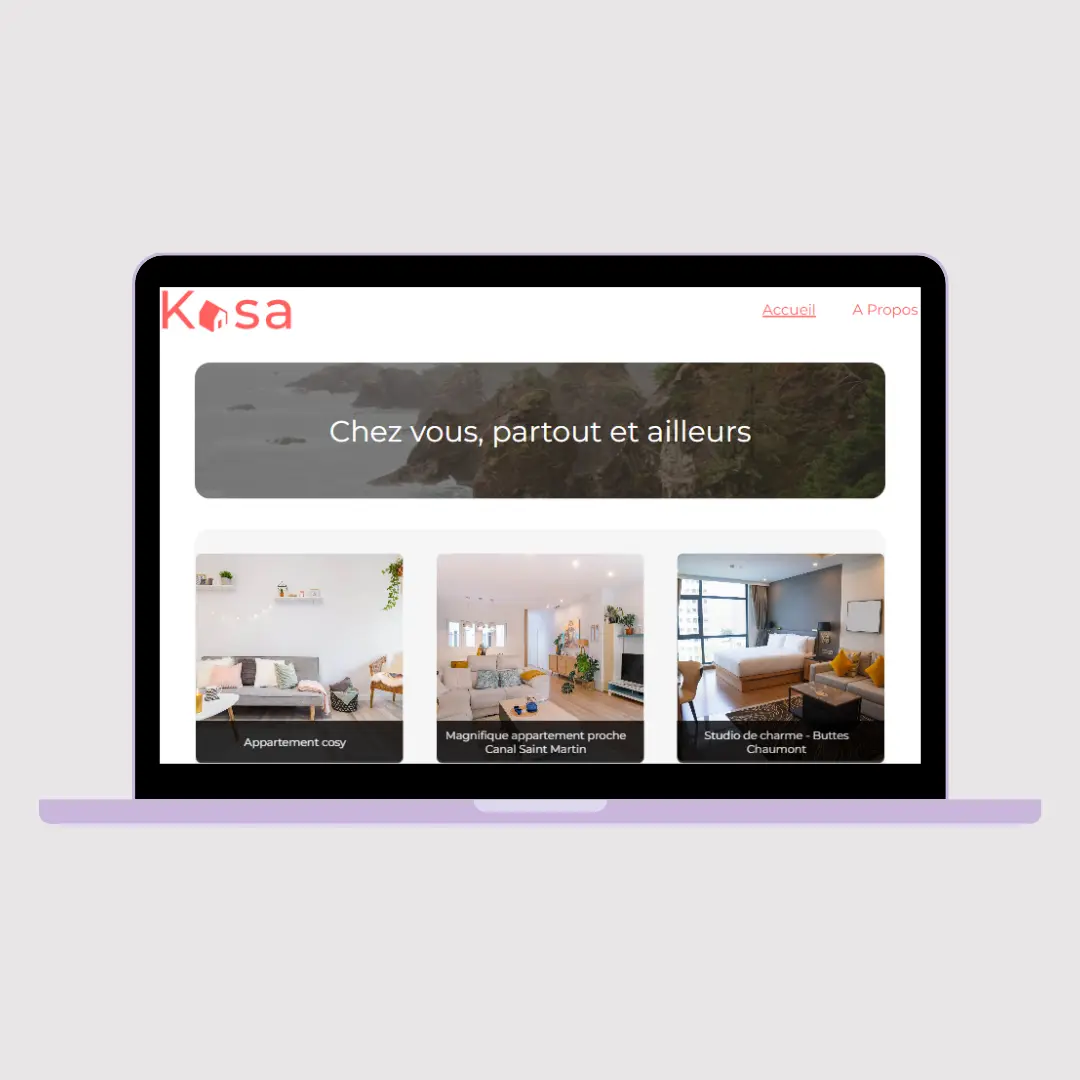 Kasa
Accueil
A Propos
Chez vous, partout et ailleurs
Appartement cosy
Magnifique appartement proche
Canal Saint Martin
Studio de charme - Buttes
Chaumont